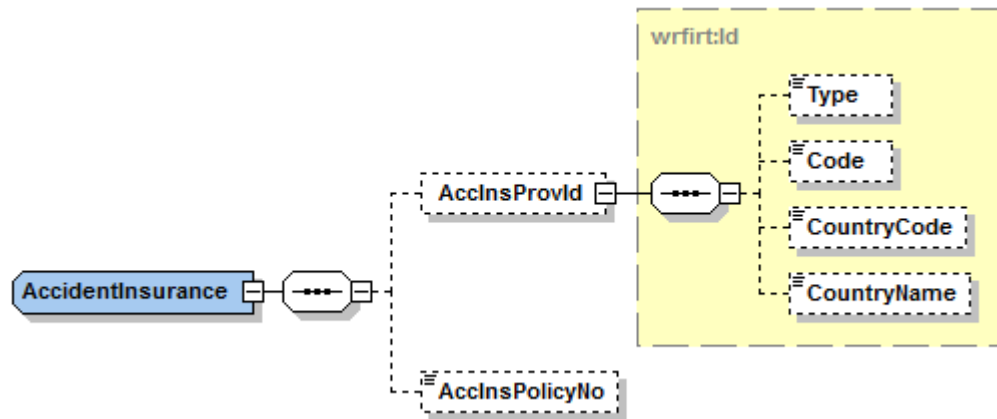 wrfirt:Id
Type
Code
AccInsProvId
CountryCode
AccidentInsurance
CountryName
AccInsPolicyNo